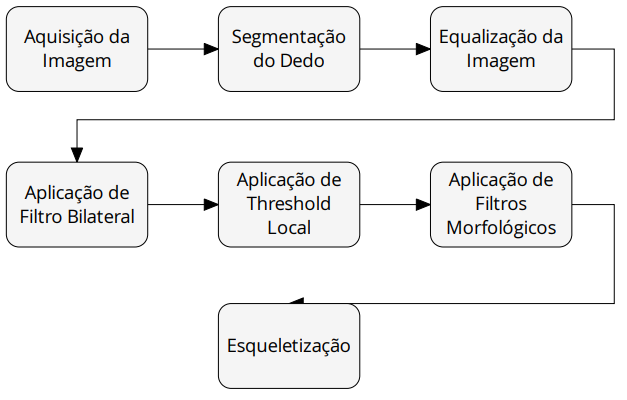 Aquisição da
Imagem
Segmentação
do Dedo
Equalização da
Imagem
Aplicação de
Filtro Bilateral
Aplicação de
Threshold
Local
Aplicação de
Filtros
Morfológicos
Esqueletização